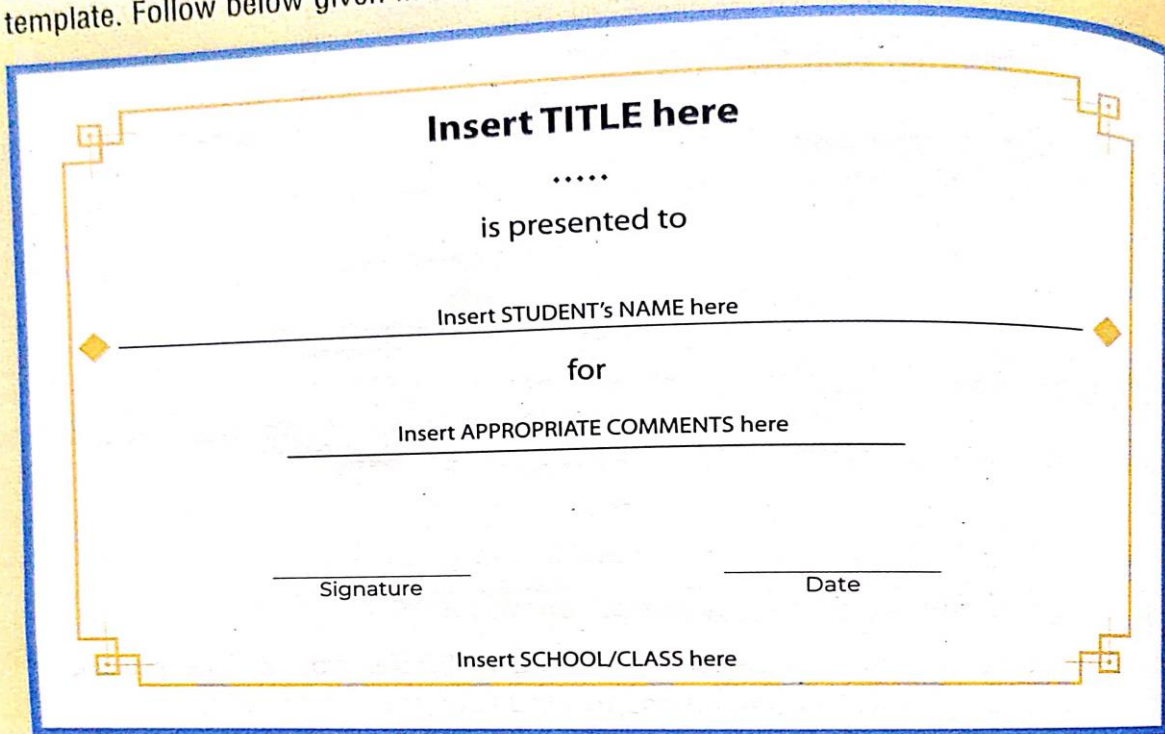 template. Follow below given
Insert TITLE here
.....
is presented to
Insert STUDENT's NAME here
for
Insert APPROPRIATE COMMENTS here
Signature
Date
Insert SCHOOL/CLASS here